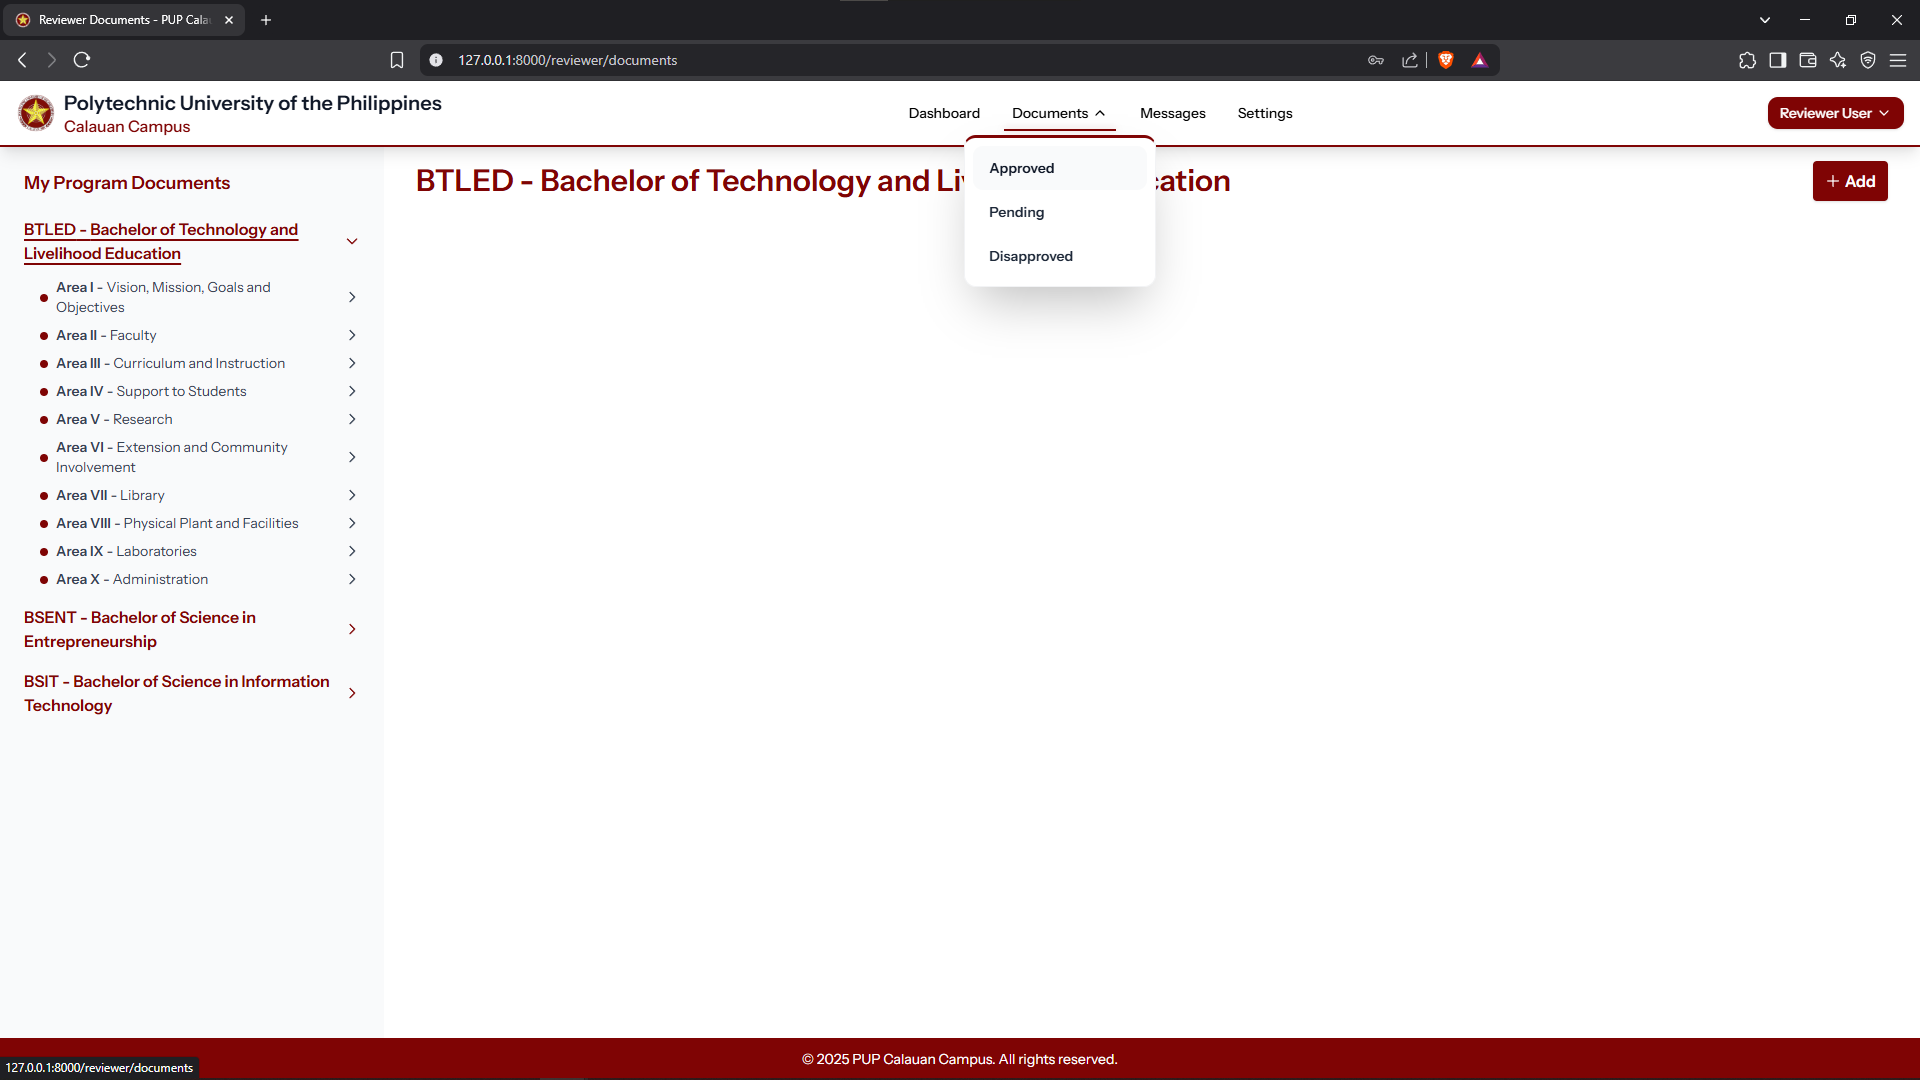 Reviewer Documents - PUP Cala
127.0.0.1:8000/reviewer/documents
Polytechnic University of the Philippines
Calauan Campus
Dashboard
Documents
Messages
Settings
Reviewer User
Approved
Pending
Disapproved
My Program Documents
BTLED - Bachelor of Technology and
Livelihood Education
Area I - Vision, Mission, Goals and
Objectives
Area II - Faculty
Area III - Curriculum and Instruction
Area IV - Support to Students
Area V - Research
Area VI - Extension and Community
Involvement
Area VII - Library
Area VIII - Physical Plant and Facilities
Area IX - Laboratories
Area X - Administration
BSENT - Bachelor of Science in
Entrepreneurship
BSIT - Bachelor of Science in Information
Technology
BTLED - Bachelor of Technology and Li cation
+ Add
© 2025 PUP Calauan Campus. All rights reserved.
127.0.0.1:8000/reviewer/documents